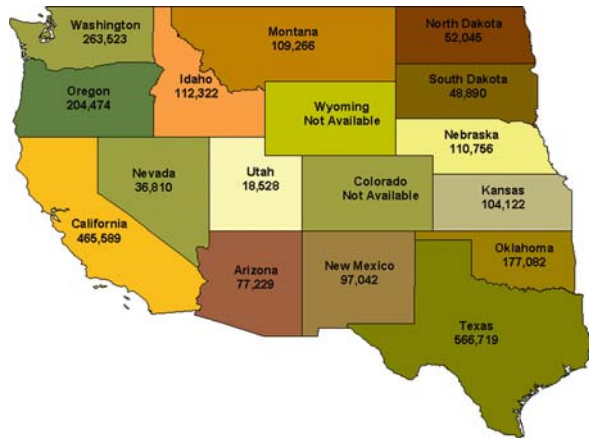 Washington
263,523
Montana
109,266
North Dakota
52,045
Idaho
112,322
Oregon
204,474
South Dakota
48,890
Wyoming
Not Available
Nebraska
110,756
Nevada
36,810
Utah
18,528
Colorado
Not Available
Kansas
104,122
California
465,589
Arizona
77,229
New Mexico
97,042
Oklahoma
177,082
Texas
566,719